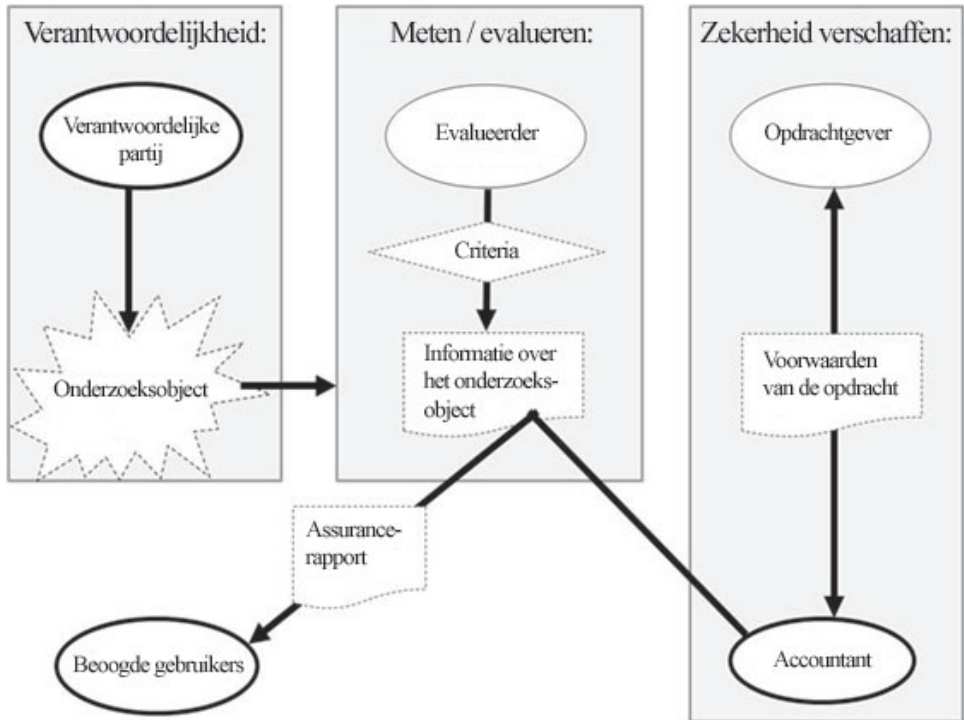 Verantwoordelijkheid:
Verantwoordelijke
partij
Onderzoeksobject
Meten / evalueren:
Evalueerder
Criteria
Informatie over
het onderzoeks-
object
Zekerheid verschaffen:
Opdrachtgever
Voorwaarden
van de opdracht
Accountant
Assurance-
rapport
Beoogde gebruikers